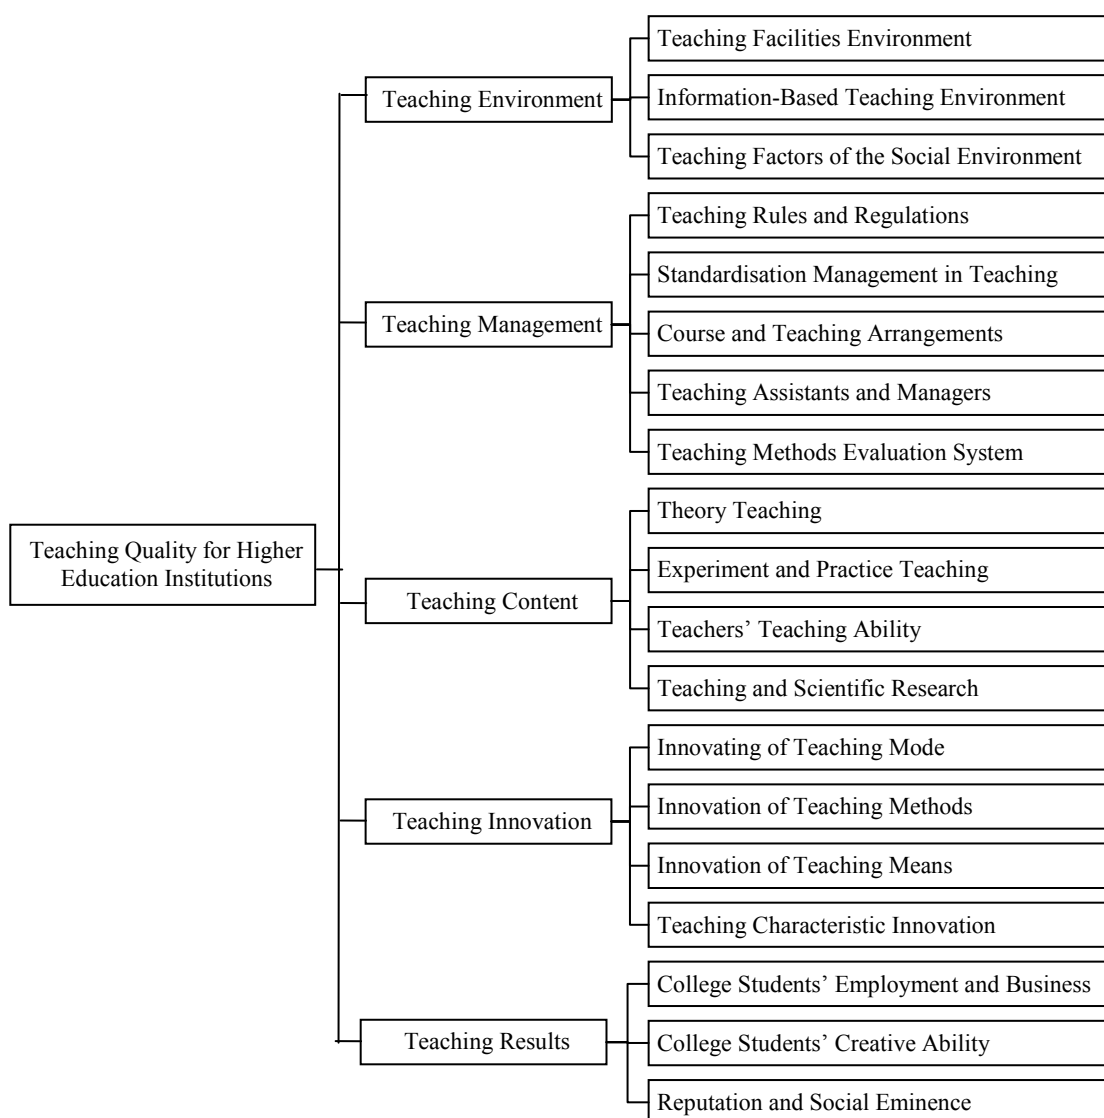 Teaching Quality for Higher
Education Institutions
Teaching Environment
Teaching Facilities Environment
Information-Based Teaching Environment
Teaching Factors of the Social Environment
Teaching Management
Teaching Rules and Regulations
Standardisation Management in Teaching
Course and Teaching Arrangements
Teaching Assistants and Managers
Teaching Methods Evaluation System
Teaching Content
Theory Teaching
Experiment and Practice Teaching
Teachers’ Teaching Ability
Teaching and Scientific Research
Teaching Innovation
Innovating of Teaching Mode
Innovation of Teaching Methods
Innovation of Teaching Means
Teaching Characteristic Innovation
Teaching Results
College Students’ Employment and Business
College Students’ Creative Ability
Reputation and Social Eminence